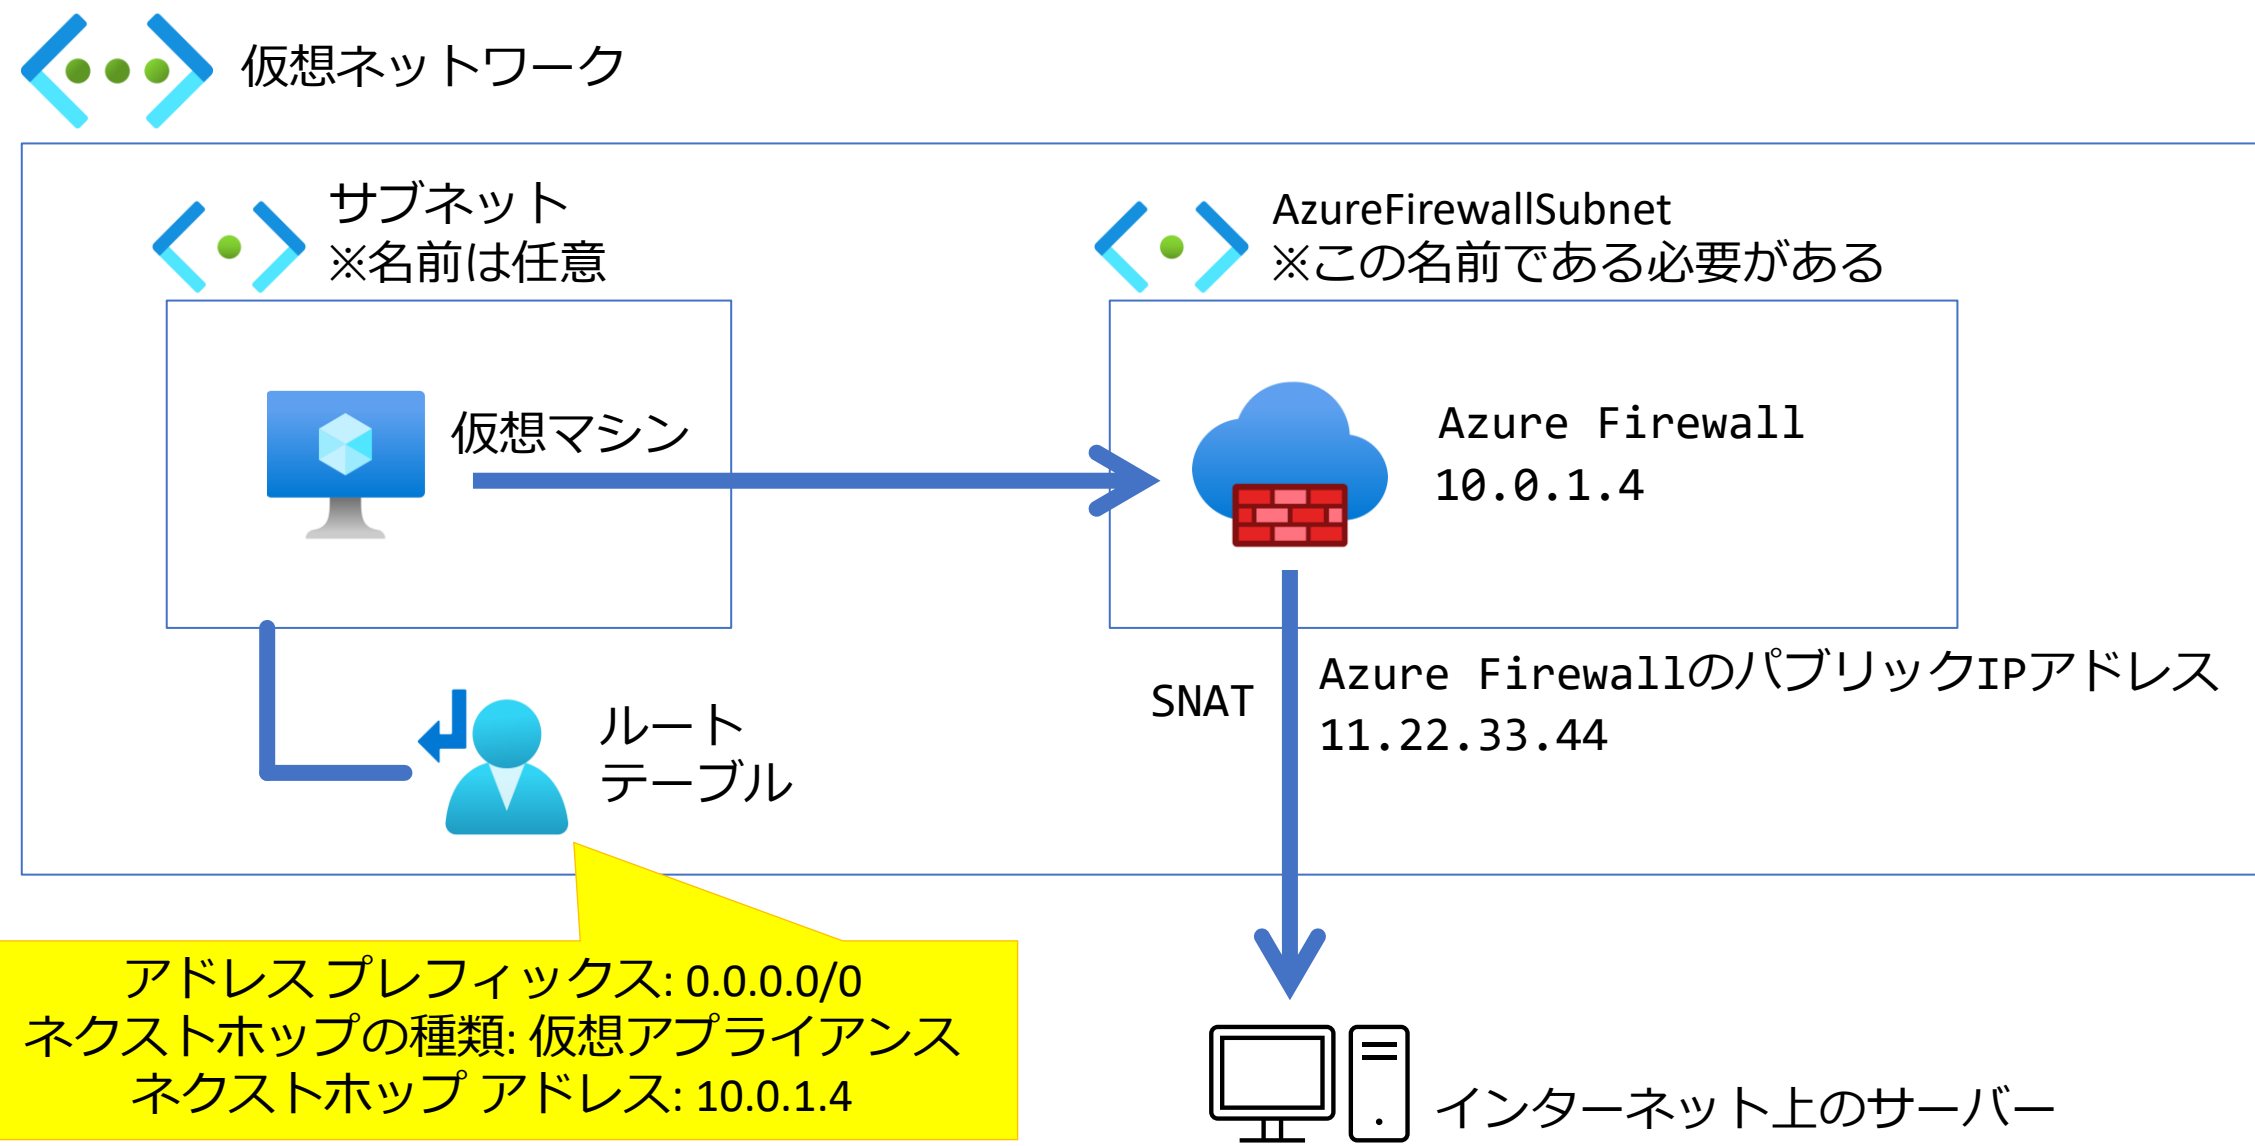 仮想ネットワーク
サブネット
※名前は任意
AzureFirewallSubnet
※この名前である必要がある
仮想マシン
Azure Firewall
10.0.1.4
ルート
テーブル
SNAT
Azure FirewallのパブリックIPアドレス
11.22.33.44
アドレス プレフィックス: 0.0.0.0/0
ネクストホップの種類: 仮想アプライアンス
ネクストホップ アドレス: 10.0.1.4
インターネット上のサーバー